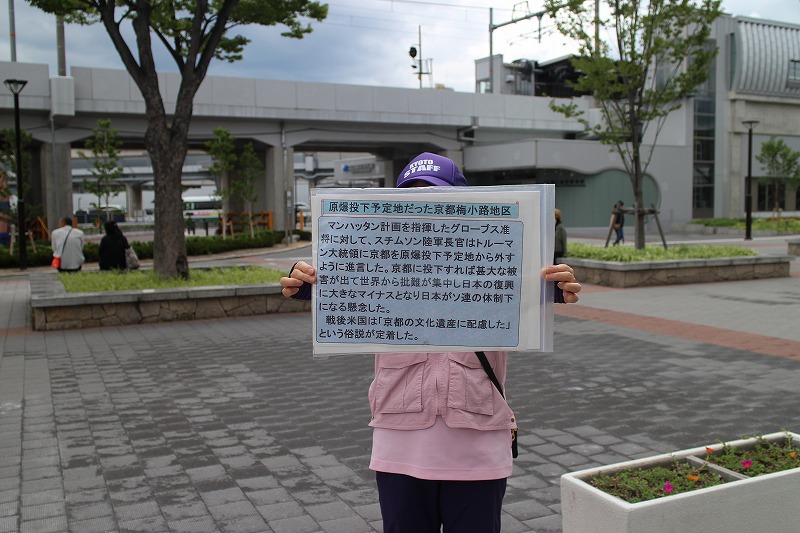 KYOTO
STAFF
原爆投下予定地だった京都梅小路地区
マンハッタン計画を指揮したグローブス准
将に対して、スチムソン陸軍長官はトルーマ
ン大統領に京都を原爆投下予定地から外す
ように進言した。京都に投下すれば甚大な被
害が出て世界から批難が集中し日本の復興
に大きなマイナスとなり日本がソ連の体制下
になる懸念した。
戦後米国は「京都の文化遺産に配慮した」
という俗説が定着した。